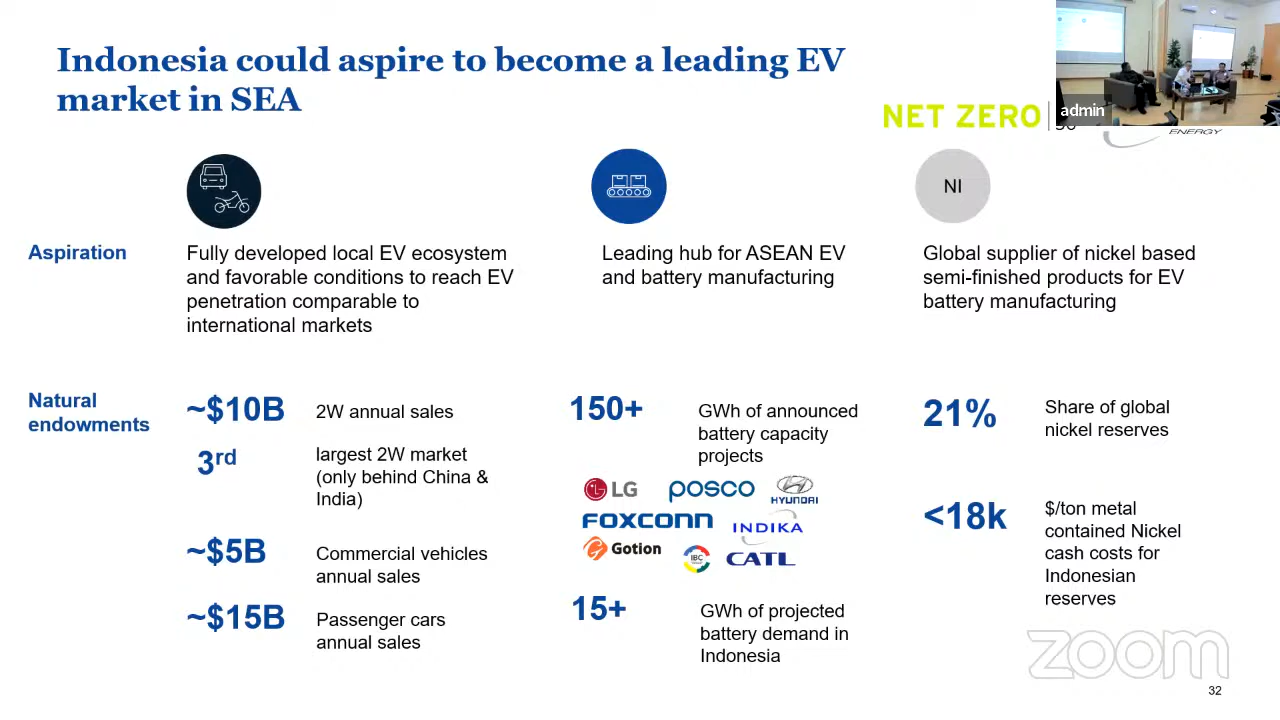 Indonesia could aspire to become a leading EV
market in SEA
NET ZERO
admin
ENERGY
NI
Aspiration
Fully developed local EV ecosystem
and favorable conditions to reach EV
penetration comparable to
international markets
Leading hub for ASEAN EV
and battery manufacturing
Global supplier of nickel based
semi-finished products for EV
battery manufacturing
Natural
endowments
~$10B
2W annual sales
3rd
largest 2W market
(only behind China &
India)
~$5B
Commercial vehicles
annual sales
~$15B
Passenger cars
annual sales
150+
GWh of announced
battery capacity
projects
LG
posco
HYUNDAI
FOXCONN
INDIKA
Gotion
IBC
CATL
15+
GWh of projected
battery demand in
Indonesia
21%
Share of global
nickel reserves
<18k
$/ton metal
contained Nickel
cash costs for
Indonesian
reserves
zoom
32